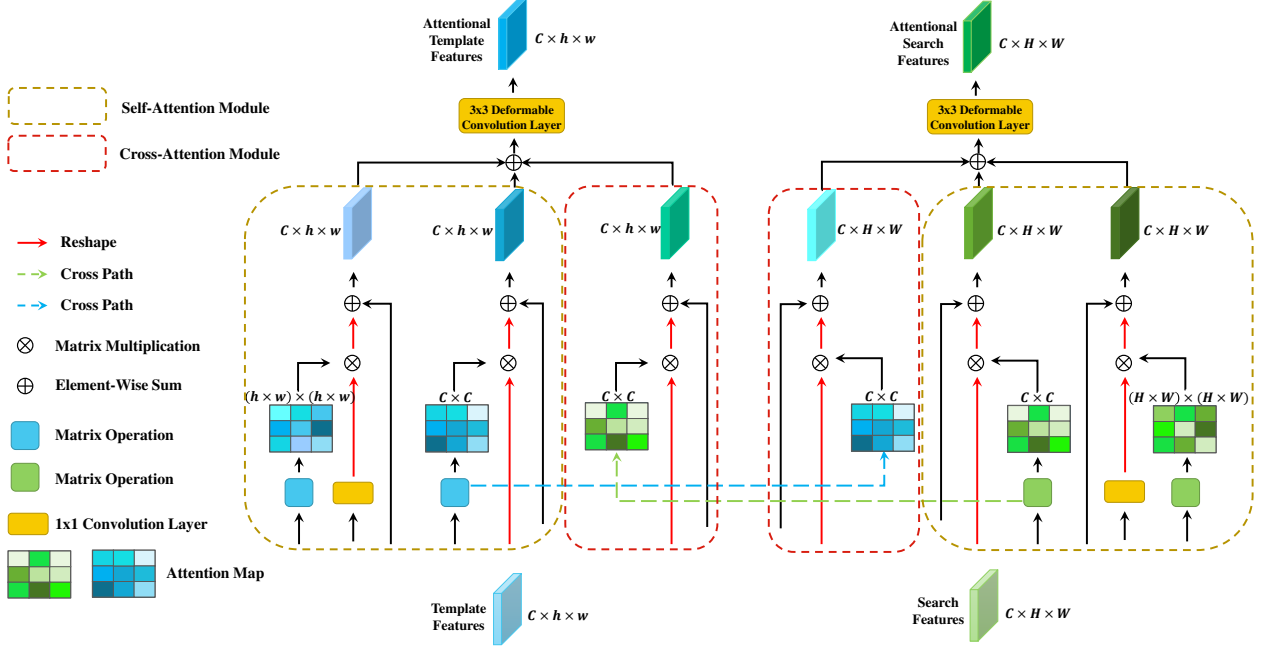 Attentional
Template
Features
C × h × w
Attentional
Search
Features
C × H × W
3x3 Deformable
Convolution Layer
3x3 Deformable
Convolution Layer
Self-Attention Module
Cross-Attention Module
C × h × w
C × h × w
C × h × w
C × H × W
C × H × W
C × H × W
Reshape
Cross Path
Cross Path
Matrix Multiplication
Element-Wise Sum
Matrix Operation
Matrix Operation
1x1 Convolution Layer
Attention Map
(h × w) × (h × w)
C × C
C × C
C × C
C × C
(H × W) × (H × W)
Template
Features
C × h × w
Search
Features
C × H × W